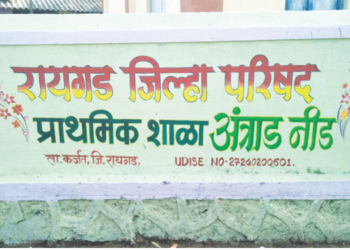 रायगड जिल्हा परिषद
प्राथमिक शाळा अंत्राड नीड
ता. कर्जत, जि. रायगड. UDISE NO-27240200501.